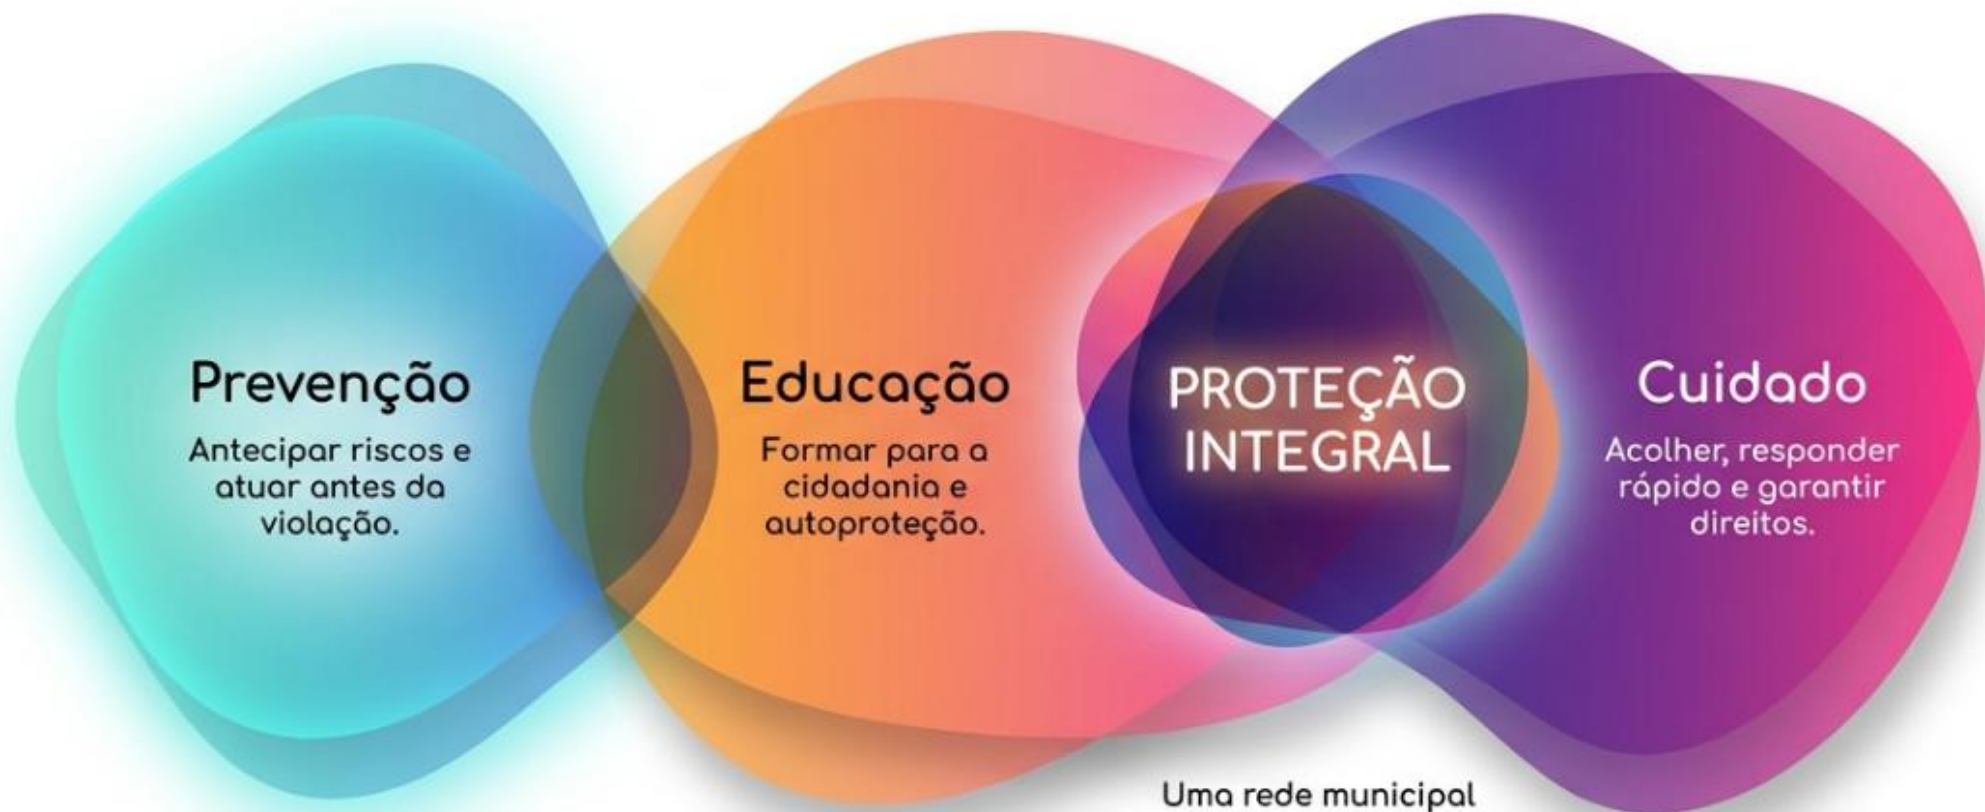 Prevenção
Antecipar riscos e
atuar antes da
violação.
Educação
Formar para a
cidadania e
autoproteção.
PROTEÇÃO
INTEGRAL
Cuidado
Acolher, responder
rápido e garantir
direitos.
Uma rede municipal